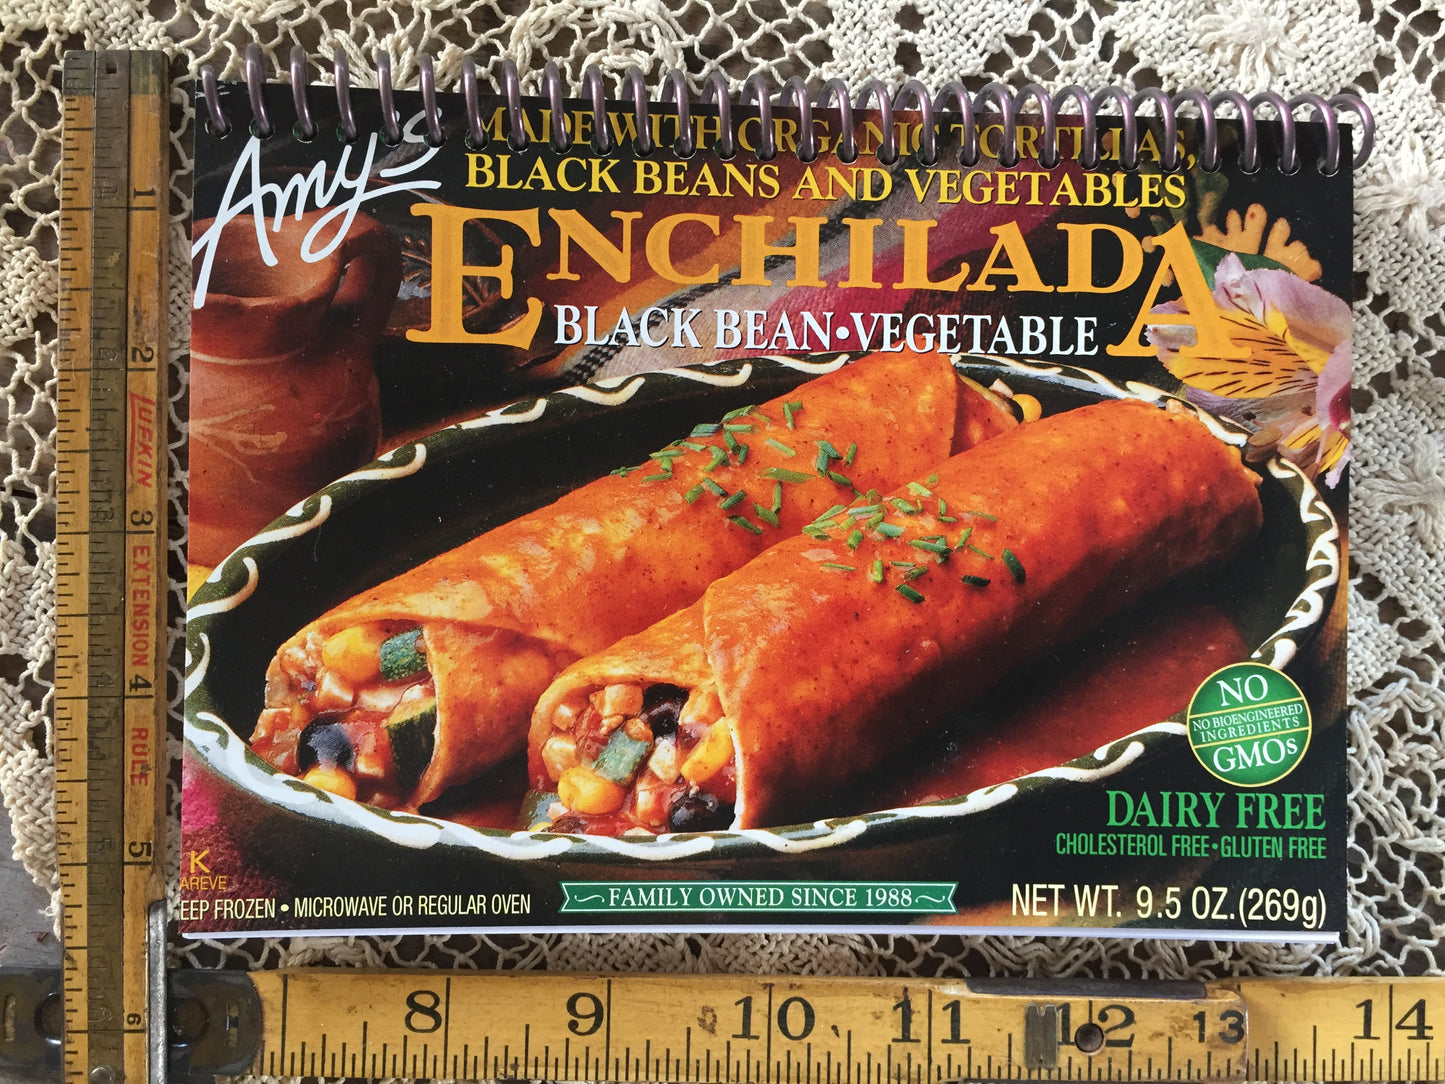 Amy's
MADE WITH ORGANIC TORTILLAS,
BLACK BEANS AND VEGETABLES
ENCHILADA
BLACK BEAN•VEGETABLE
NO
NO BIOENGINEERED
INGREDIENTS
GMOs
DAIRY FREE
CHOLESTEROL FREE•GLUTEN FREE
K
AREVE
EEP FROZEN • MICROWAVE OR REGULAR OVEN
FAMILY OWNED SINCE 1988
NET WT. 9.5 OZ.(269g)
1 2 LUFKIN 3 EXTENSION 4 RULE 5 6
8 9 10 11 12 13 14